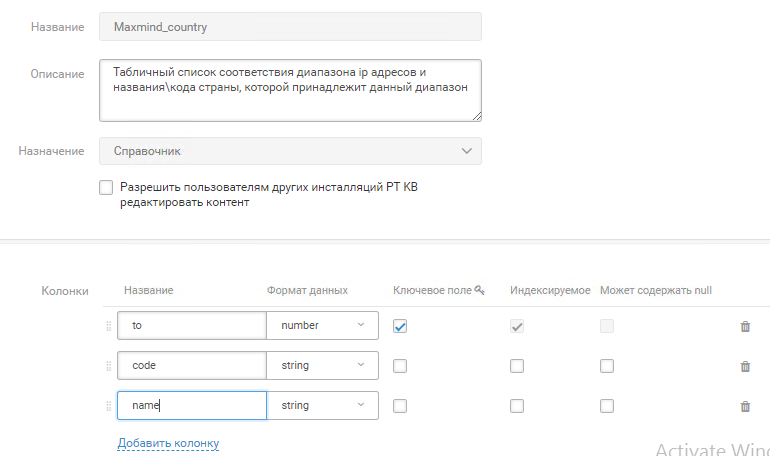 Название Maxmind_country
Описание Табличный список соответствия диапазона ip адресов и
названия\кода страны, которой принадлежит данный диапазон
Назначение Справочник
Разрешить пользователям других инсталляций PT KB
редактировать контент
Колонки Название Формат данных Ключевое поле Индексируемое Может содержать null
to number
code string
name string
Добавить колонку
Activate Wind